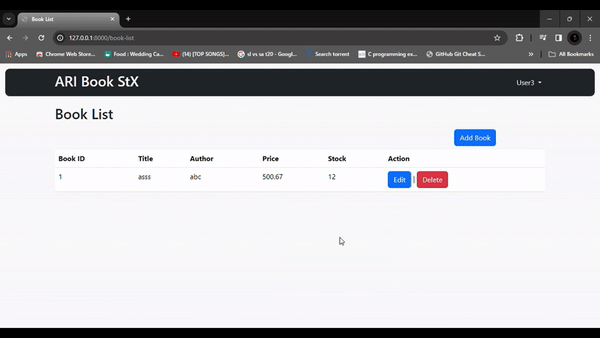 Book List
127.0.0.1:8000/book-list
Apps Chrome Web Store... Food : Wedding Ca... (14) [TOP SONGS]... sl vs sa t20 - Googl... Search torrent C programming ex... GitHub Git Cheat S... » All Bookmarks
ARI Book StX User3
Book List
Add Book
Book ID Title Author Price Stock Action
1 asss abc 500.67 12 Edit | Delete